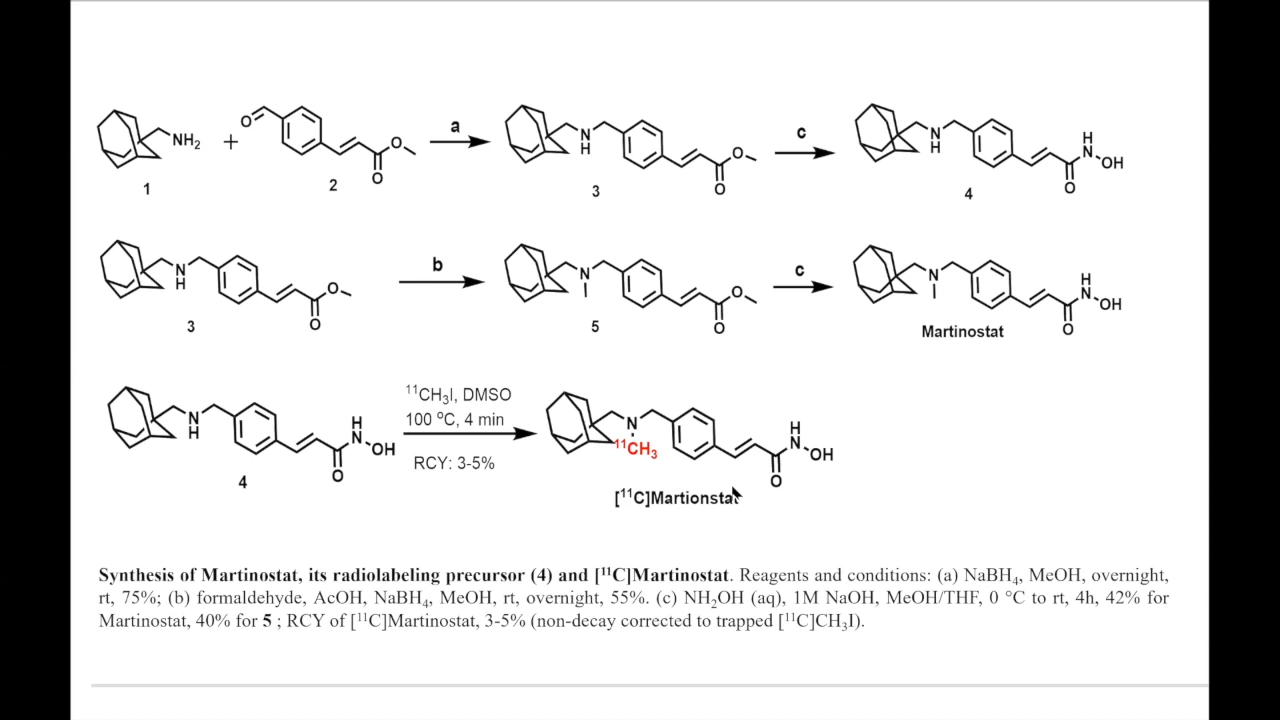 NH2
+
O
O
O
2
1
a
N
H
O
O
3
c
N
H
H
N
OH
O
4
N
H
O
O
3
b
N
O
O
5
c
N
H
N
OH
O
Martinostat
N
H
H
N
OH
O
4
11CH3I, DMSO
100 oC, 4 min
RCY: 3-5%
N
11CH3
H
N
OH
O
[11C]Martionstat
Synthesis of Martinostat, its radiolabeling precursor (4) and [11C]Martinostat. Reagents and conditions: (a) NaBH4, MeOH, overnight,
rt, 75%; (b) formaldehyde, AcOH, NaBH4, MeOH, rt, overnight, 55%. (c) NH2OH (aq), 1M NaOH, MeOH/THF, 0 °C to rt, 4h, 42% for
Martinostat, 40% for 5 ; RCY of [11C]Martinostat, 3-5% (non-decay corrected to trapped [11C]CH3I).